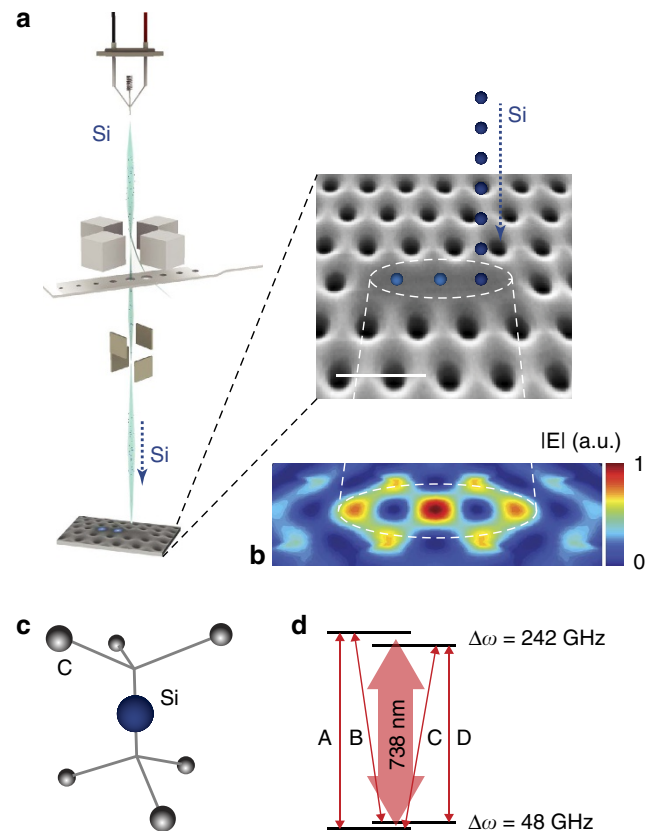 a
Si
Si
Si
|E| (a.u.)
1
0
b
c
C
Si
d
Δω = 242 GHz
A
B
738 nm
C
D
Δω = 48 GHz